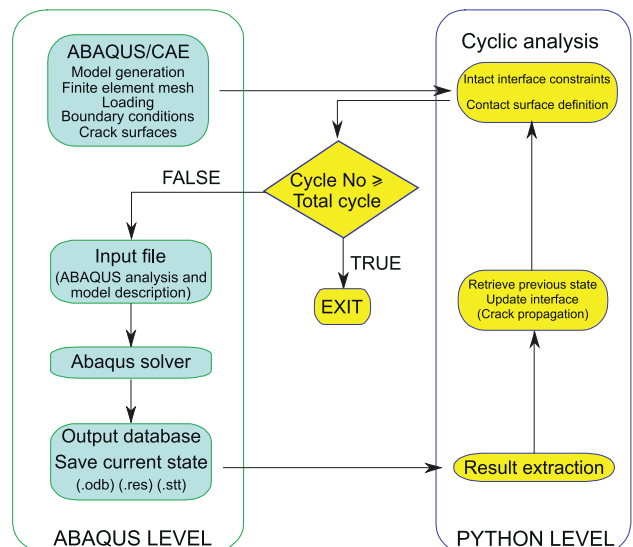 ABAQUS/CAE
Model generation
Finite element mesh
Loading
Boundary conditions
Crack surfaces
Cyclic analysis
Intact interface constraints
Contact surface definition
Cycle No ⩾
Total cycle
FALSE
TRUE
EXIT
Input file
(ABAQUS analysis and
model description)
Abaqus solver
Output database
Save current state
(.odb) (.res) (.stt)
Retrieve previous state
Update interface
(Crack propagation)
Result extraction
ABAQUS LEVEL
PYTHON LEVEL